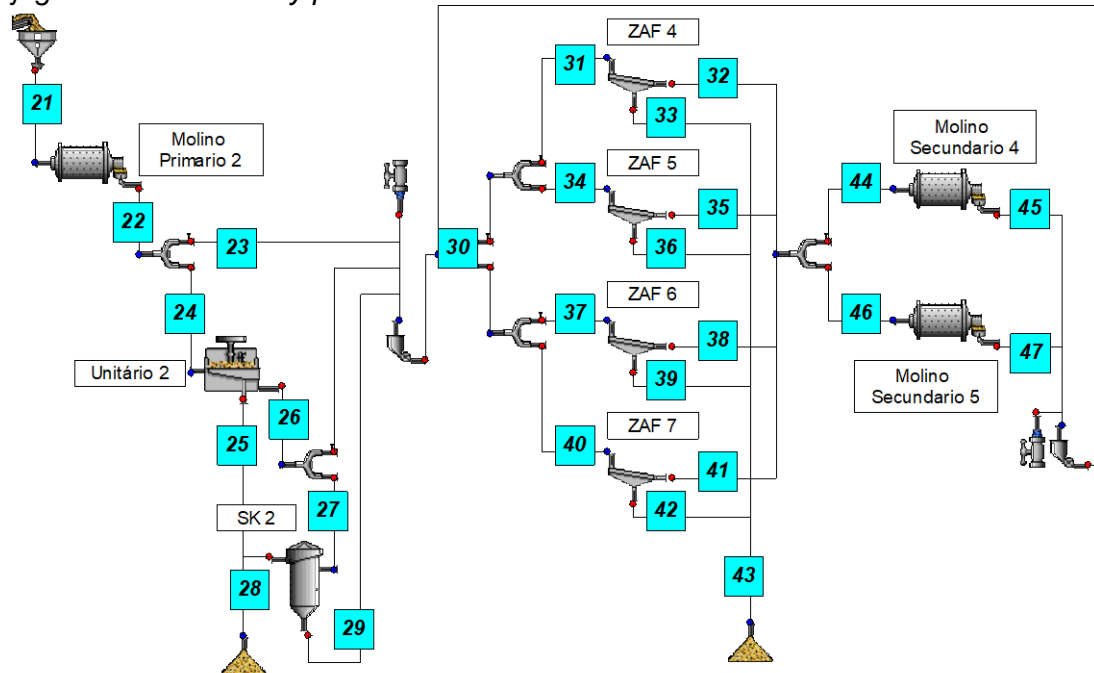 ZAF 4
31
32
21
33
Molino
Primario 2
Molino
Secundario 4
ZAF 5
44
45
34
35
22
23
30
36
24
ZAF 6
37
38
46
47
Unitário 2
39
Molino
Secundario 5
26
25
ZAF 7
40
41
27
42
SK 2
28
43
29